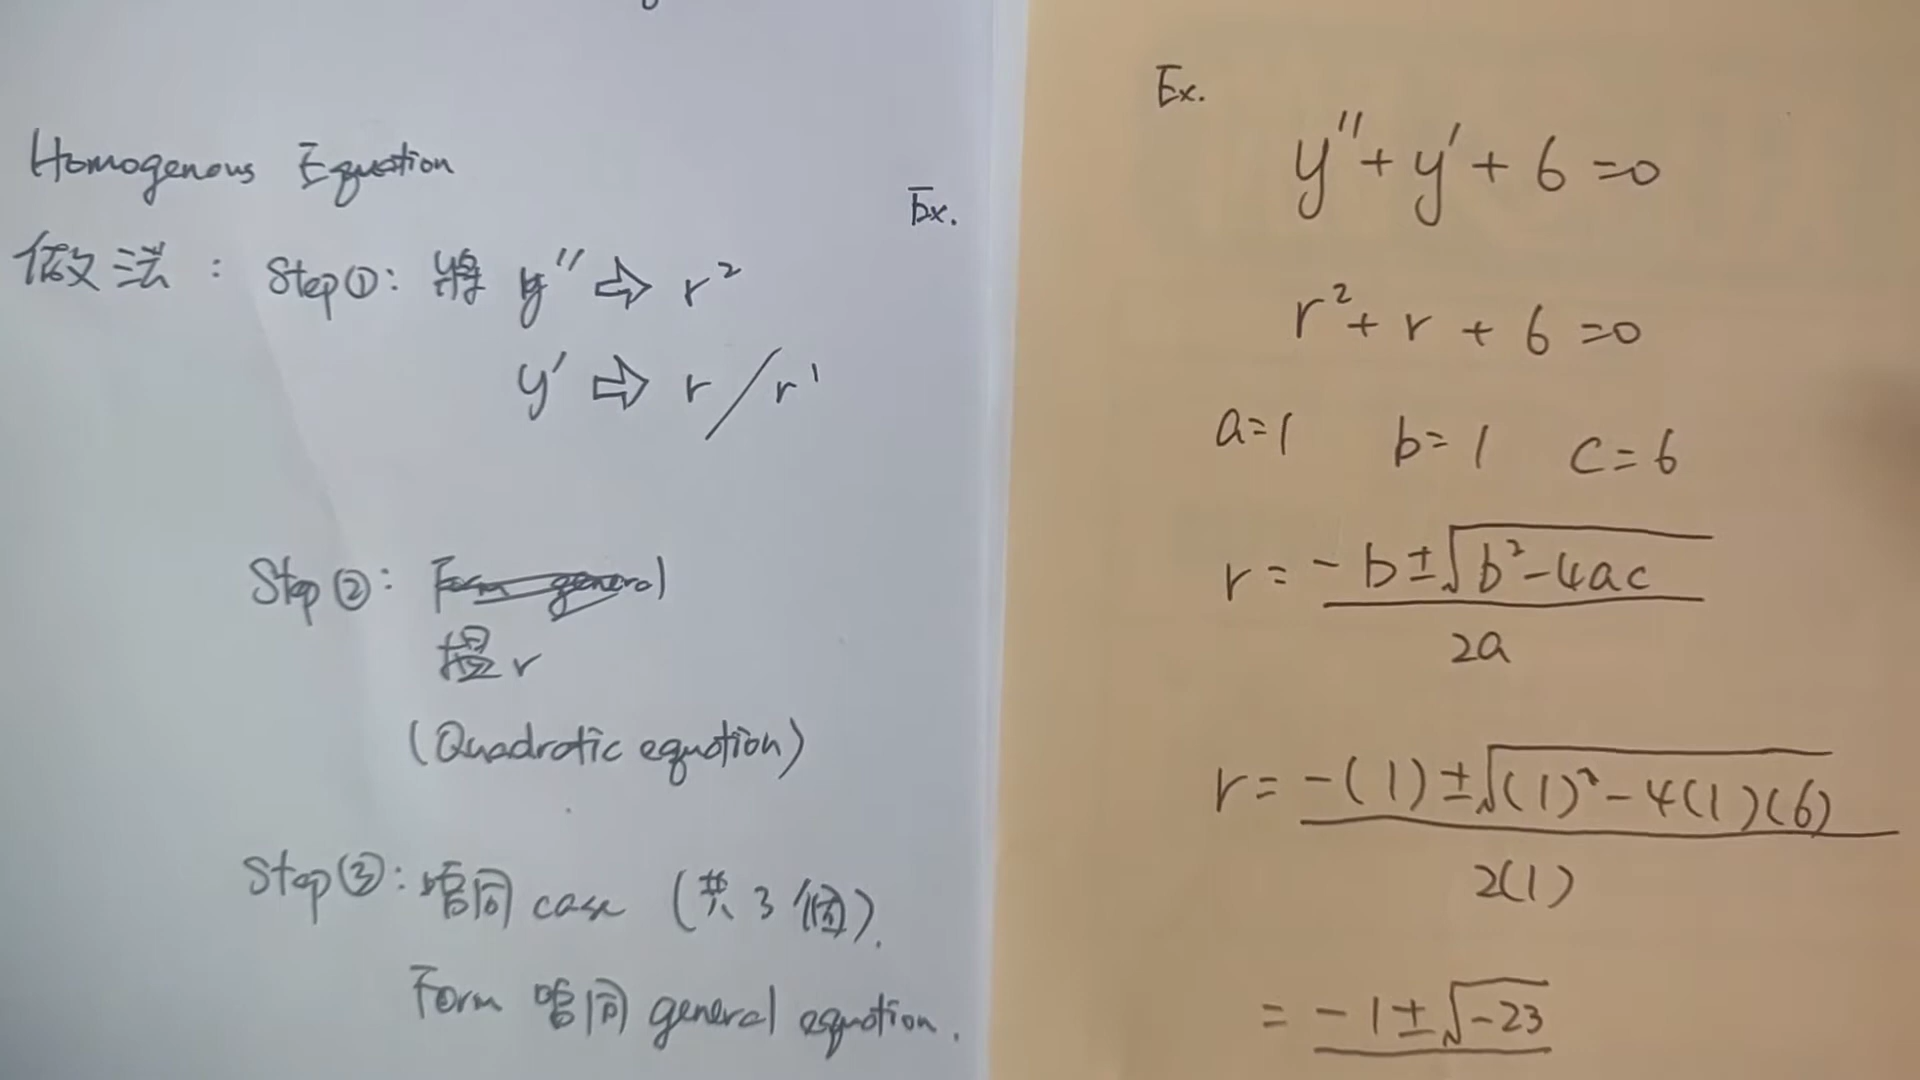 Homogenous Equation
做法 : Step①: 將 y'' ⇨ r²
y' ⇨ r / r¹
Step②: Form general
搵 r
(Quadratic equation)
Step③: 唔同 case (共 3 個).
Form 唔同 general equation.
Ex.
Ex.
y'' + y' + 6 = 0
r² + r + 6 = 0
a = 1 b = 1 c = 6
r = -b ± √b² - 4ac
2a
r = -(1) ± √(1)² - 4(1)(6)
2(1)
= -1 ± √-23